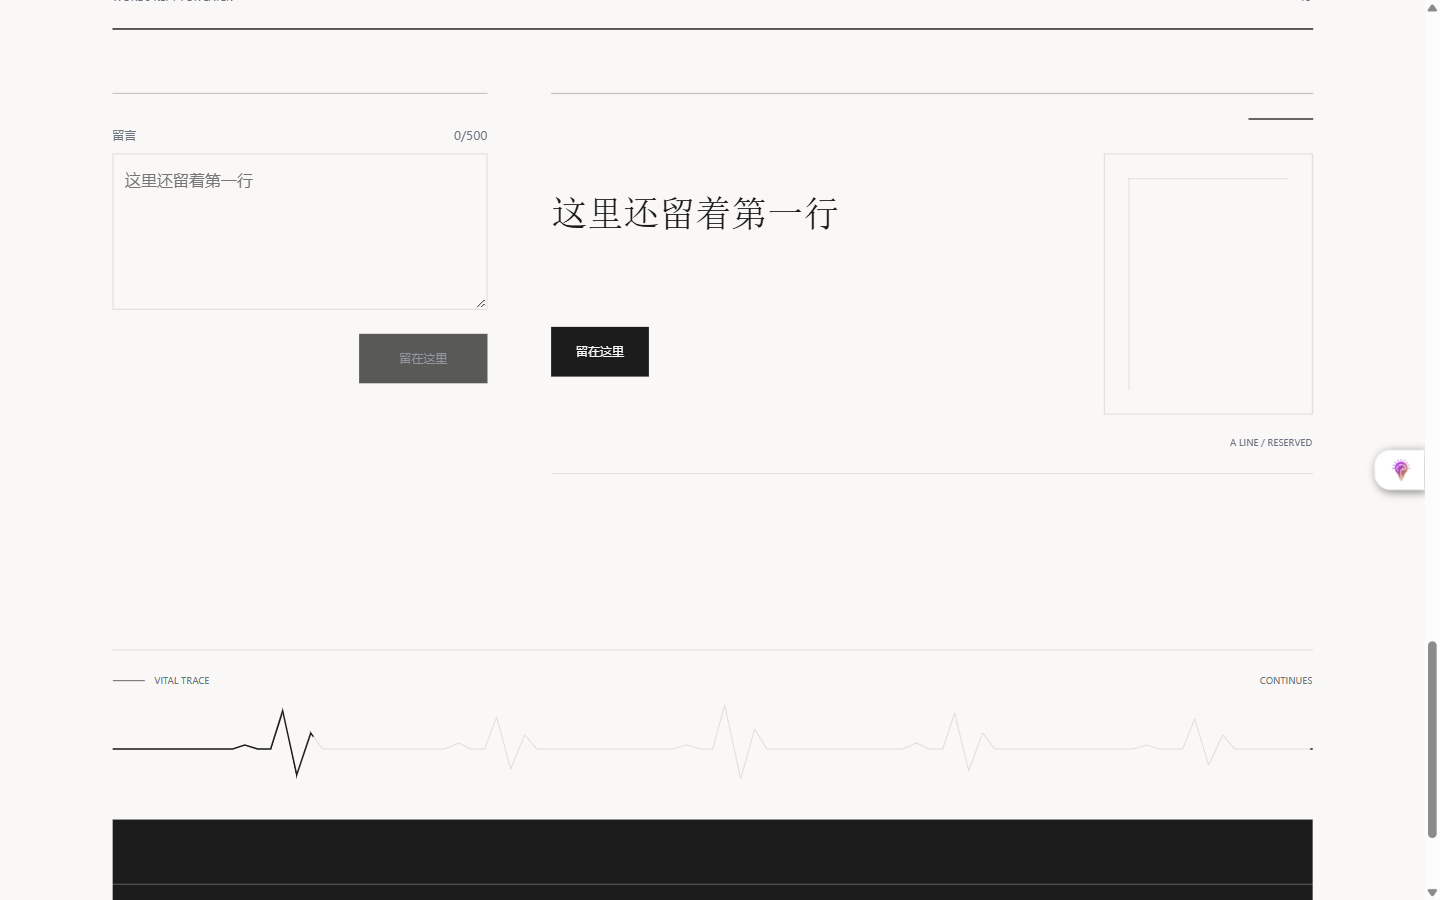 留言
0/500
这里还留着第一行
留在这里
这里还留着第一行
留在这里
A LINE / RESERVED
VITAL TRACE
CONTINUES